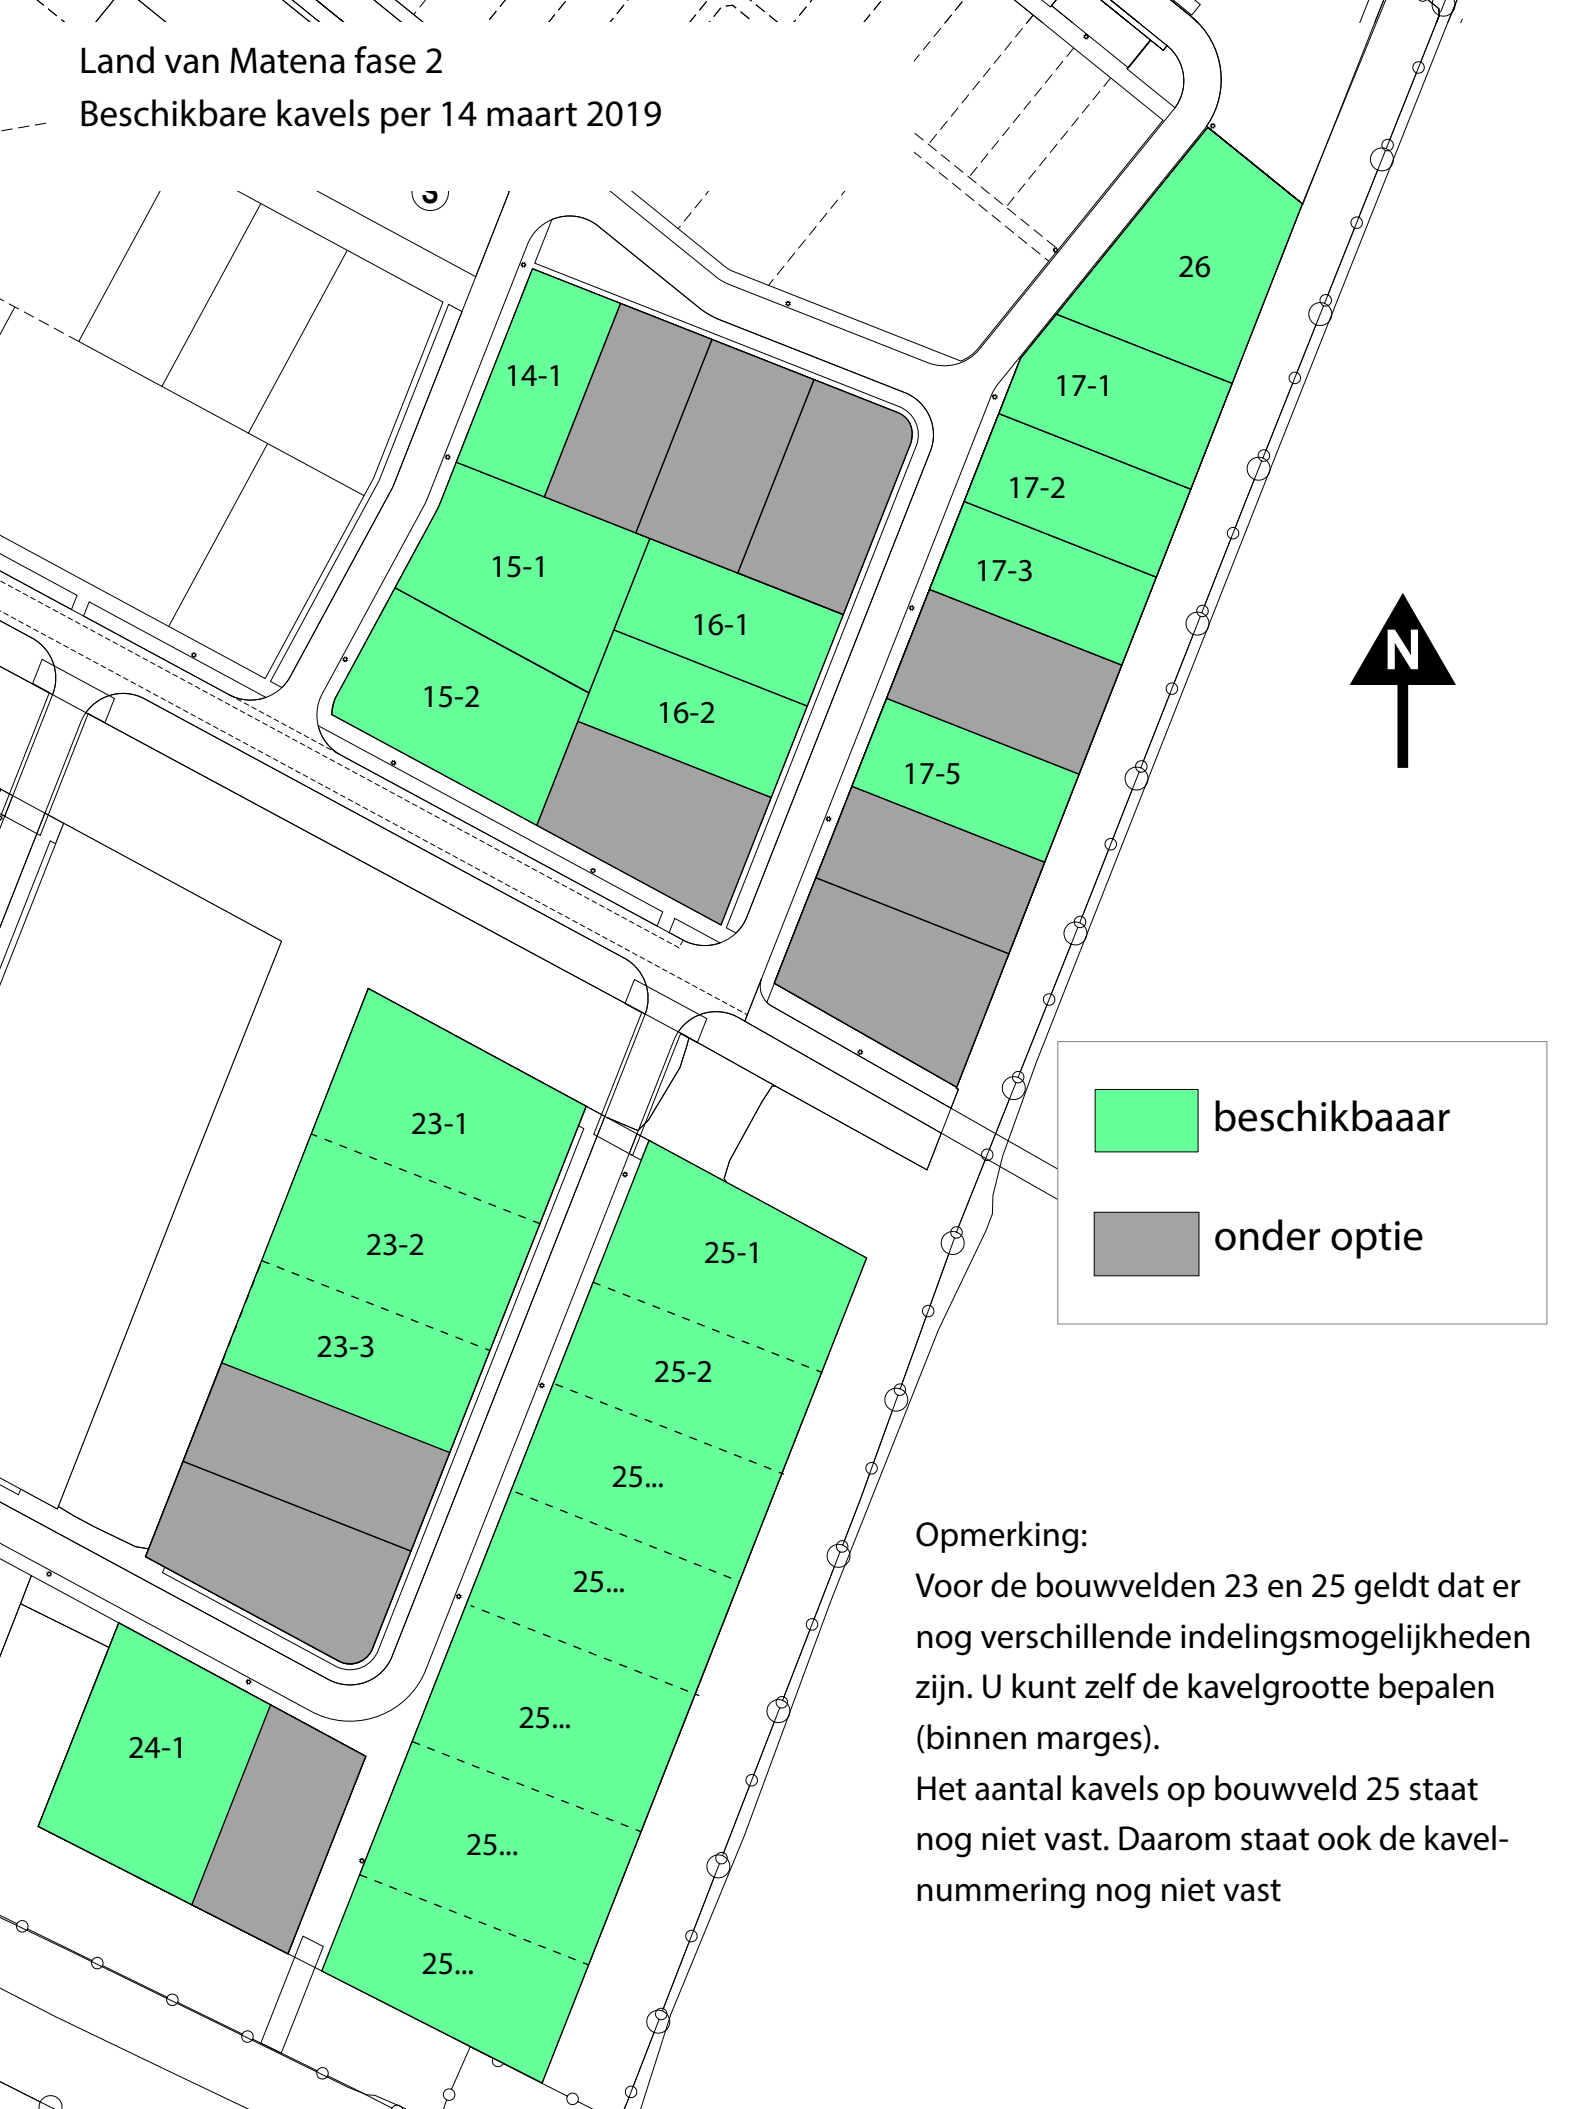 Land van Matena fase 2
Beschikbare kavels per 14 maart 2019
26
14-1
17-1
17-2
15-1
17-3
16-1
15-2
16-2
17-5
N
beschikbaaar
onder optie
23-1
23-2
25-1
23-3
25-2
25...
25...
25...
24-1
25...
25...
Opmerking:
Voor de bouwvelden 23 en 25 geldt dat er
nog verschillende indelingsmogelijkheden
zijn. U kunt zelf de kavelgrootte bepalen
(binnen marges).
Het aantal kavels op bouwveld 25 staat
nog niet vast. Daarom staat ook de kavel-
nummering nog niet vast